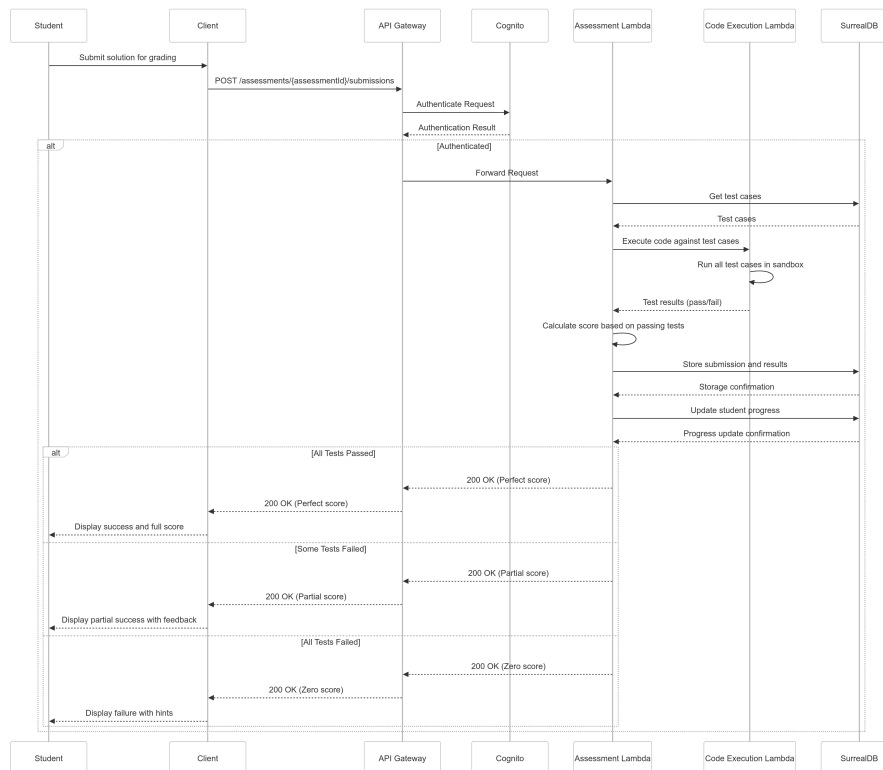 Student
Client
API Gateway
Cognito
Assessment Lambda
Code Execution Lambda
SurrealDB
Submit solution for grading
POST /assessments/{assessmentId}/submissions
Authenticate Request
Authentication Result
alt
[Authenticated]
Forward Request
Get test cases
Test cases
Execute code against test cases
Run all test cases in sandbox
Test results (pass/fail)
Calculate score based on passing tests
Store submission and results
Storage confirmation
Update student progress
Progress update confirmation
alt
[All Tests Passed]
200 OK (Perfect score)
200 OK (Perfect score)
Display success and full score
[Some Tests Failed]
200 OK (Partial score)
200 OK (Partial score)
Display partial success with feedback
[All Tests Failed]
200 OK (Zero score)
200 OK (Zero score)
Display failure with hints
Student
Client
API Gateway
Cognito
Assessment Lambda
Code Execution Lambda
SurrealDB